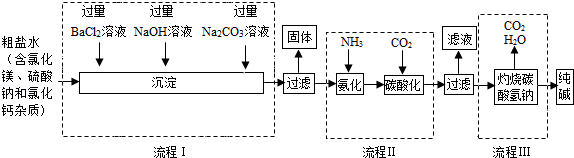 过量 过量 过量
BaCl2溶液 NaOH溶液 Na2CO3溶液
粗盐水
(含氯化
镁、硫酸
钠和氯化
钙杂质)
沉淀
固体
过滤
NH3 CO2
氨化 碳酸化
滤液
过滤
CO2
H2O
灼烧碳
酸氢钠
纯
碱
流程Ⅰ 流程Ⅱ 流程Ⅲ